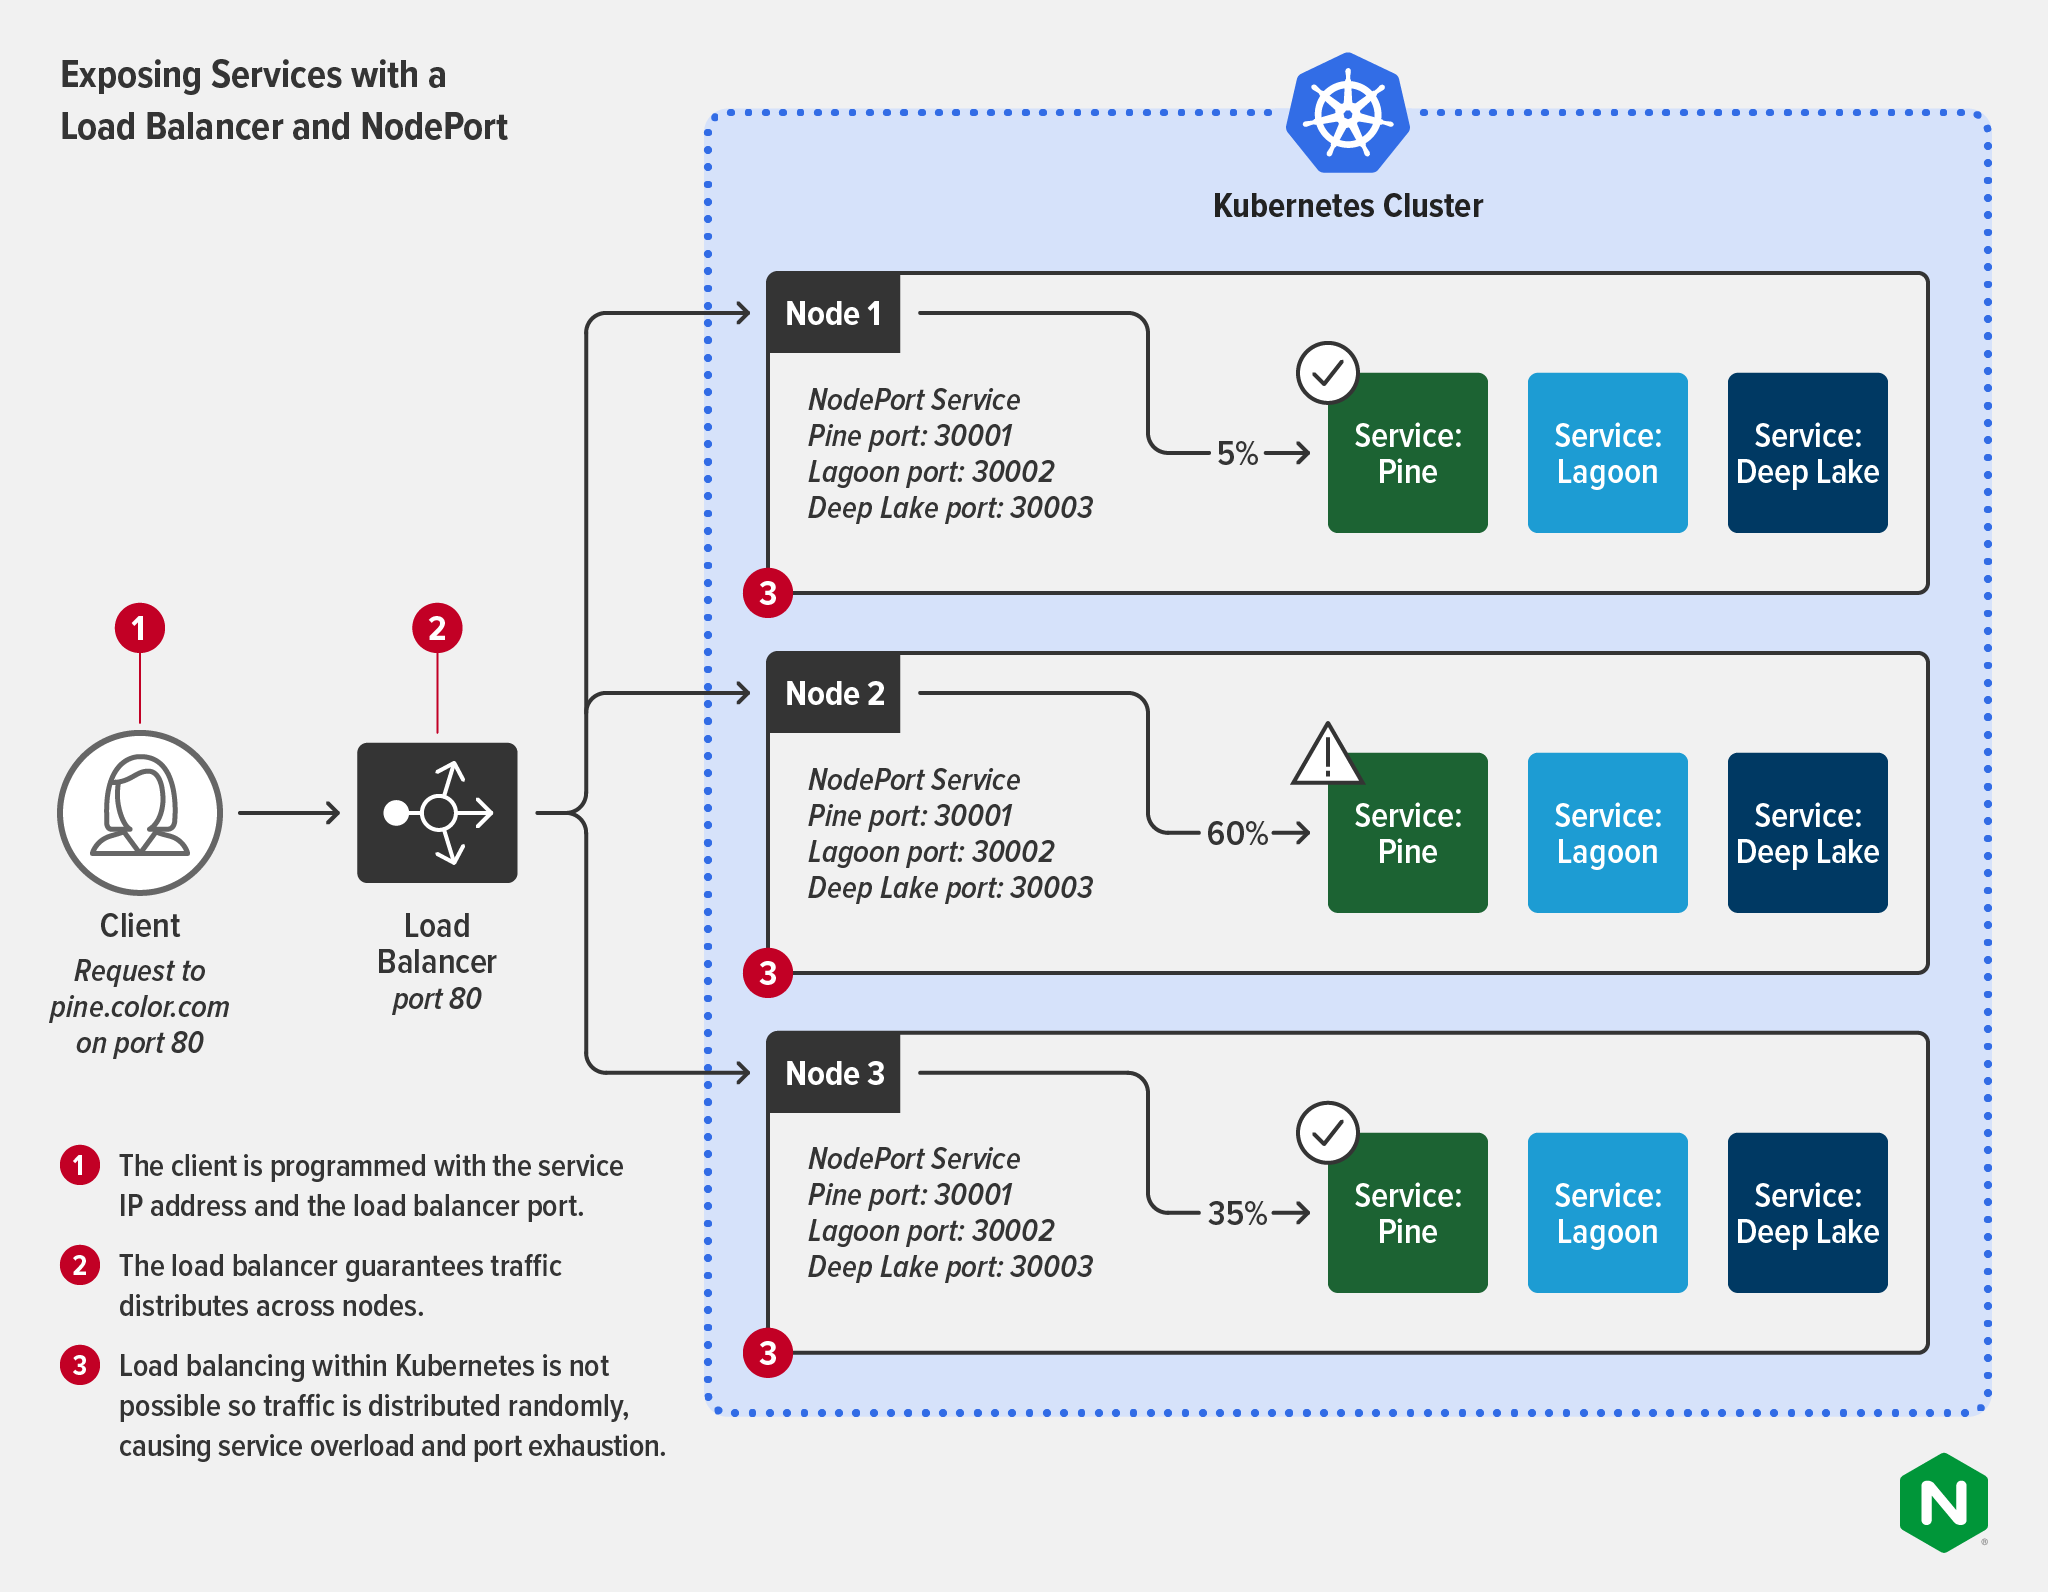 Exposing Services with a
Load Balancer and NodePort
Kubernetes Cluster
Node 1
NodePort Service
Pine port: 30001
Lagoon port: 30002
Deep Lake port: 30003
5%
Service:
Pine
Service:
Lagoon
Service:
Deep Lake
3
Node 2
NodePort Service
Pine port: 30001
Lagoon port: 30002
Deep Lake port: 30003
60%
Service:
Pine
Service:
Lagoon
Service:
Deep Lake
3
Node 3
NodePort Service
Pine port: 30001
Lagoon port: 30002
Deep Lake port: 30003
35%
Service:
Pine
Service:
Lagoon
Service:
Deep Lake
3
1
Client
Request to
pine.color.com
on port 80
2
Load
Balancer
port 80
1 The client is programmed with the service
IP address and the load balancer port.
2 The load balancer guarantees traffic
distributes across nodes.
3 Load balancing within Kubernetes is not
possible so traffic is distributed randomly,
causing service overload and port exhaustion.
N
®